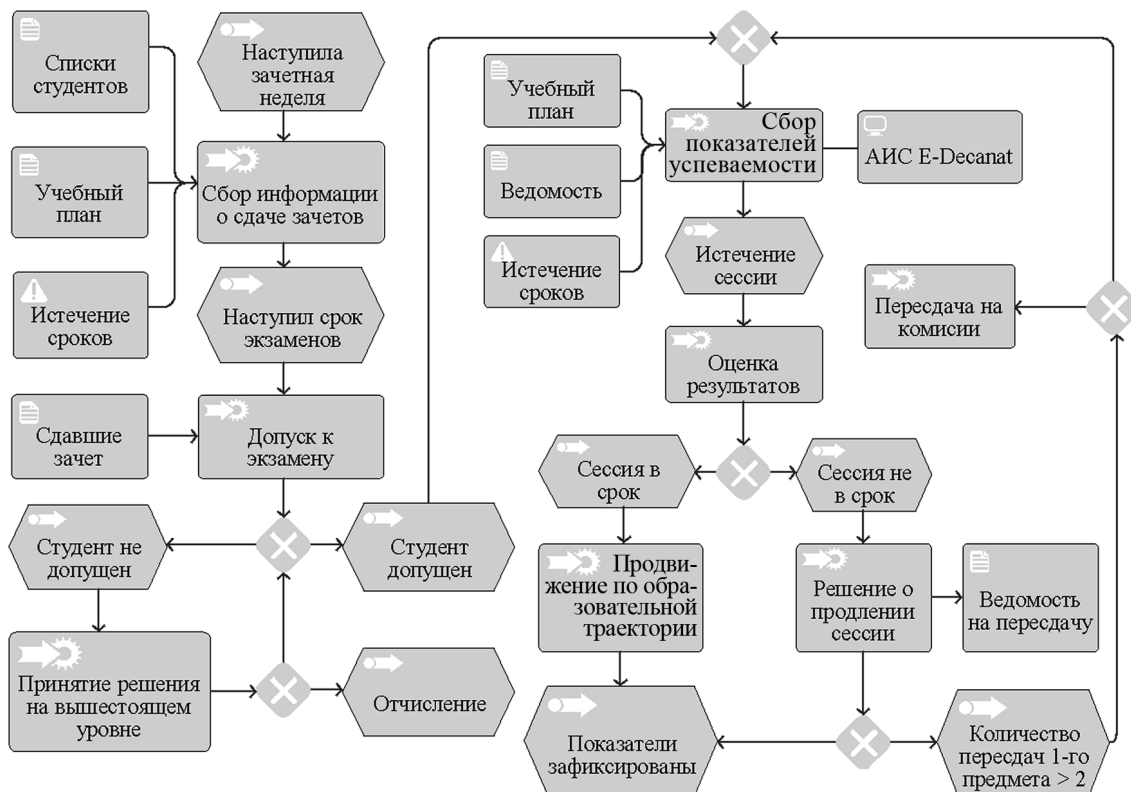 Списки
студентов
Наступила
зачетная
неделя
Учебный
план
Сбор информации
о сдаче зачетов
Истечение
сроков
Наступил срок
экзаменов
Сдавшие
зачет
Допуск к
экзамену
Студент не
допущен
Студент
допущен
Принятие решения
на вышестоящем
уровне
Отчисление
Учебный
план
Сбор
показателей
успеваемости
АИС E-Decanat
Ведомость
Истечение
сроков
Истечение
сессии
Пересдача на
комисии
Оценка
результатов
Сессия в
срок
Сессия не
в срок
Продви-
жение по обра-
зовательной
траектории
Решение о
продлении
сессии
Ведомость
на пересдачу
Показатели
зафиксированы
Количество
пересдач 1-го
предмета > 2